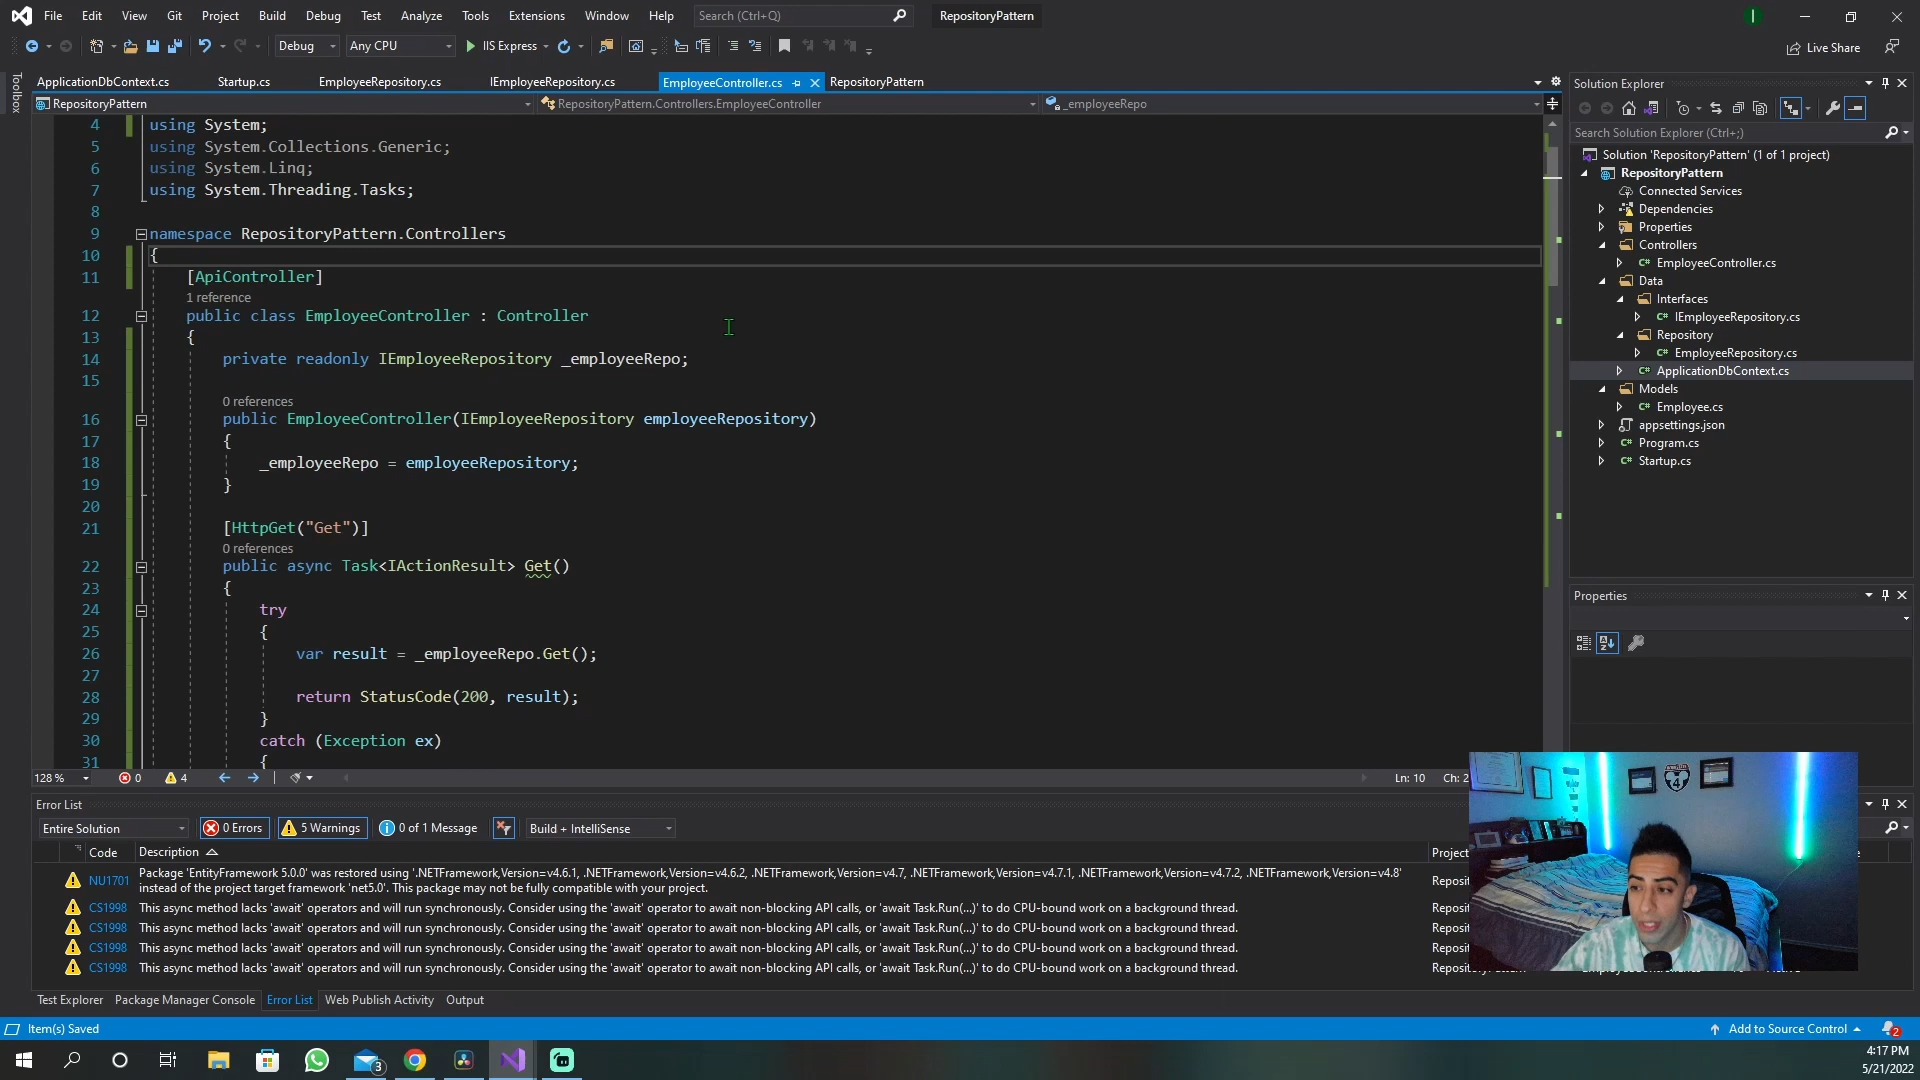 File Edit View Git Project Build Debug Test Analyze Tools Extensions Window Help Search (Ctrl+Q) RepositoryPattern
Debug Any CPU IIS Express Live Share
Toolbox
ApplicationDbContext.cs Startup.cs EmployeeRepository.cs IEmployeeRepository.cs EmployeeController.cs RepositoryPattern
RepositoryPattern RepositoryPattern.Controllers.EmployeeController _employeeRepo
4 using System;
5 using System.Collections.Generic;
6 using System.Linq;
7 using System.Threading.Tasks;
8
9 namespace RepositoryPattern.Controllers
10 {
11 [ApiController]
1 reference
12 public class EmployeeController : Controller
13 {
14 private readonly IEmployeeRepository _employeeRepo;
15
0 references
16 public EmployeeController(IEmployeeRepository employeeRepository)
17 {
18 _employeeRepo = employeeRepository;
19 }
20
21 [HttpGet("Get")]
0 references
22 public async Task<IActionResult> Get()
23 {
24 try
25 {
26 var result = _employeeRepo.Get();
27
28 return StatusCode(200, result);
29 }
30 catch (Exception ex)
31 {
128 % 0 4 Ln: 10 Ch: 2
Solution Explorer
Search Solution Explorer (Ctrl+;)
Solution 'RepositoryPattern' (1 of 1 project)
RepositoryPattern
Connected Services
Dependencies
Properties
Controllers
C# EmployeeController.cs
Data
Interfaces
C# IEmployeeRepository.cs
Repository
C# EmployeeRepository.cs
C# ApplicationDbContext.cs
Models
C# Employee.cs
appsettings.json
C# Program.cs
C# Startup.cs
Properties
Error List
Entire Solution 0 Errors 5 Warnings 0 of 1 Message Build + IntelliSense
Code Description Project
NU1701 Package 'EntityFramework 5.0.0' was restored using '.NETFramework,Version=v4.6.1, .NETFramework,Version=v4.6.2, .NETFramework,Version=v4.7, .NETFramework,Version=v4.7.1, .NETFramework,Version=v4.7.2, .NETFramework,Version=v4.8'
instead of the project target framework 'net5.0'. This package may not be fully compatible with your project.
CS1998 This async method lacks 'await' operators and will run synchronously. Consider using the 'await' operator to await non-blocking API calls, or 'await Task.Run(...)' to do CPU-bound work on a background thread.
CS1998 This async method lacks 'await' operators and will run synchronously. Consider using the 'await' operator to await non-blocking API calls, or 'await Task.Run(...)' to do CPU-bound work on a background thread.
CS1998 This async method lacks 'await' operators and will run synchronously. Consider using the 'await' operator to await non-blocking API calls, or 'await Task.Run(...)' to do CPU-bound work on a background thread.
CS1998 This async method lacks 'await' operators and will run synchronously. Consider using the 'await' operator to await non-blocking API calls, or 'await Task.Run(...)' to do CPU-bound work on a background thread.
Test Explorer Package Manager Console Error List Web Publish Activity Output
Item(s) Saved Add to Source Control 2
3
4:17 PM
5/21/2022